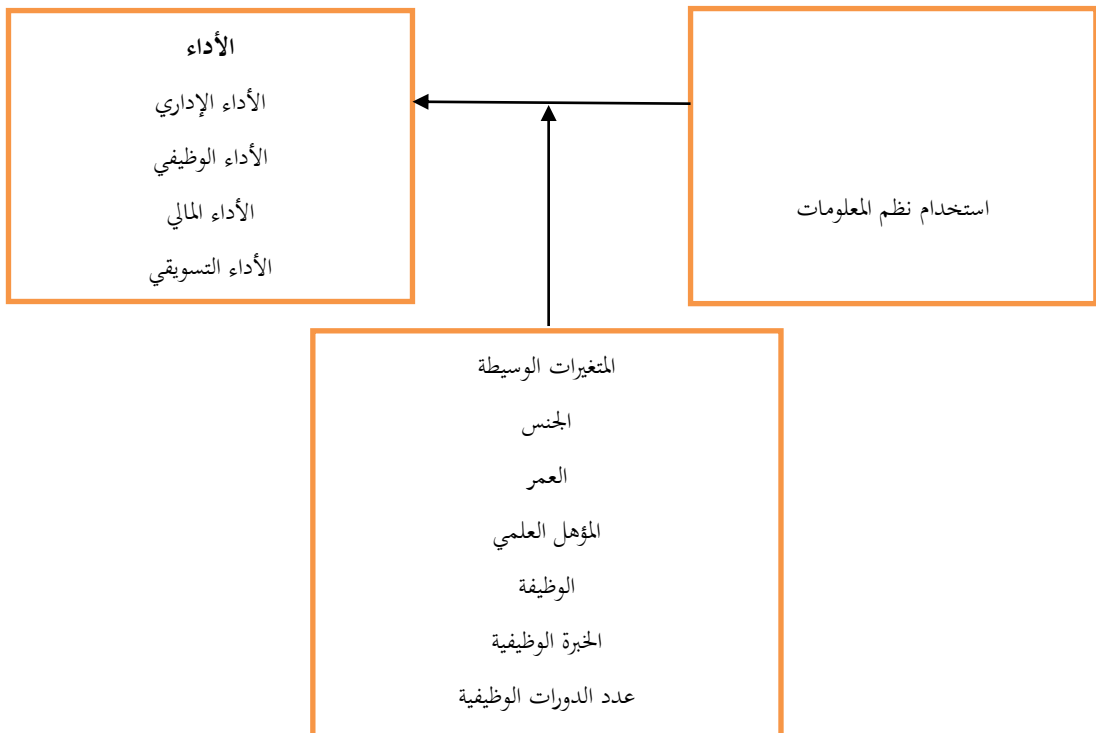 استخدام نظم المعلومات
الأداء
الأداء الإداري
الأداء الوظيفي
الأداء المالي
الأداء التسويقي
المتغيرات الوسيطة
الجنس
العمر
المؤهل العلمي
الوظيفة
الخبرة الوظيفية
عدد الدورات الوظيفية